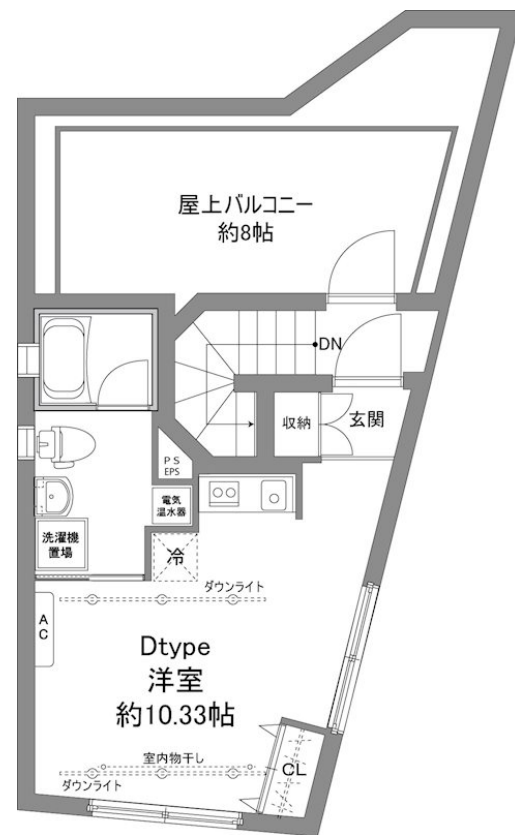 屋上バルコニー
約8帖
DN
収納
玄関
PS
EPS
電気
温水器
洗濯機
置場
冷
ダウンライト
AC
Dtype
洋室
約10.33帖
室内物干し
ダウンライト
CL